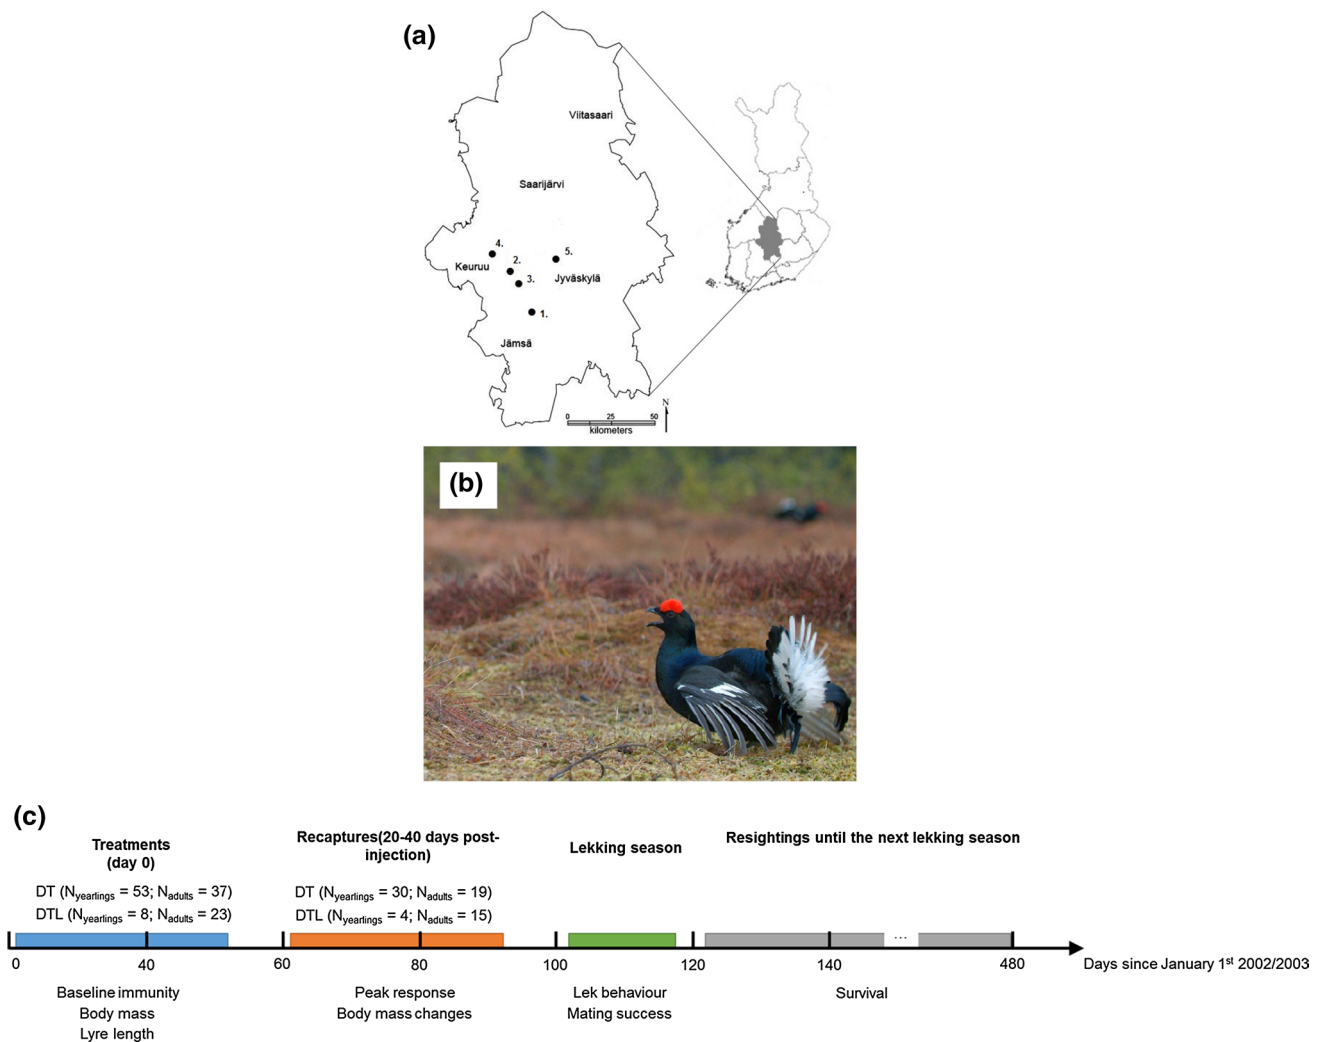 (a)
Viitasaari
Saarijärvi
4.
5.
2.
Keuruu
3.
Jyväskylä
1.
Jämsä
N
0 25 50
kilometers
(b)
(c)
Treatments
(day 0)
DT (Nyearlings = 53; Nadults = 37)
DTL (Nyearlings = 8; Nadults = 23)
Recaptures(20-40 days post-
injection)
DT (Nyearlings = 30; Nadults = 19)
DTL (Nyearlings = 4; Nadults = 15)
Lekking season
Resightings until the next lekking season
...
0 40 60 80 100 120 140 480
Days since January 1st 2002/2003
Baseline immunity
Body mass
Lyre length
Peak response
Body mass changes
Lek behaviour
Mating success
Survival